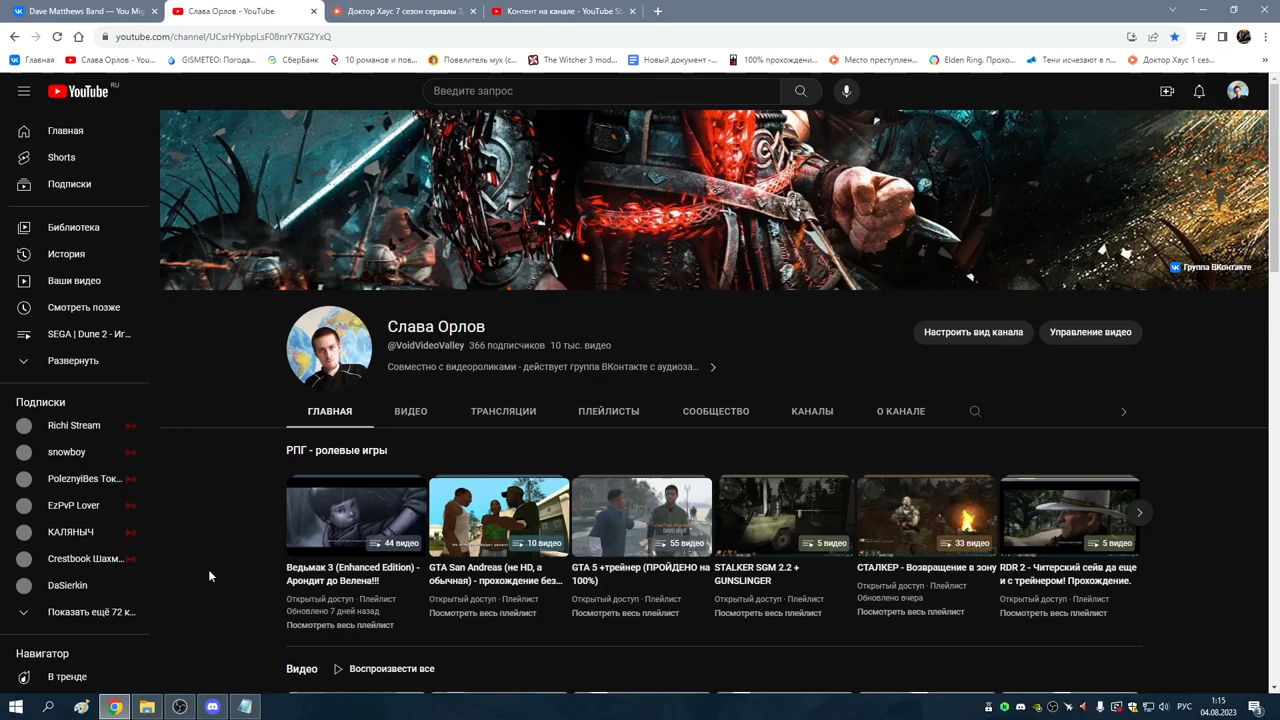 Dave Matthews Band — You Mig
Слава Орлов - YouTube
Доктор Хаус 7 сезон сериалы З
Контент на канале - YouTube St
youtube.com/channel/UCsrHYpbpLsF08nrY7KG2YxQ
Главная
Слава Орлов - You...
GISMETEO: Погода...
СберБанк
10 романов и пов...
Повелитель мух (с...
The Witcher 3 mod...
Новый документ -...
100% прохождени...
Место преступлен...
Elden Ring. Прохо...
Тени исчезают в п...
Доктор Хаус 1 сез...
YouTube RU
Введите запрос
Главная
Shorts
Подписки
Библиотека
История
Ваши видео
Смотреть позже
SEGA | Dune 2 - Иг...
Развернуть
Подписки
Richi Stream
snowboy
PoleznyiBes Ток...
EzPvP Lover
КАЛЯНЫЧ
Crestbook Шахм...
DaSierkin
Показать ещё 72 к...
Навигатор
В тренде
Группа ВКонтакте
Слава Орлов
@VoidVideoValley 366 подписчиков 10 тыс. видео
Совместно с видеороликами - действует группа ВКонтакте с аудиоза...
Настроить вид канала
Управление видео
ГЛАВНАЯ
ВИДЕО
ТРАНСЛЯЦИИ
ПЛЕЙЛИСТЫ
СООБЩЕСТВО
КАНАЛЫ
О КАНАЛЕ
РПГ - ролевые игры
44 видео
Ведьмак 3 (Enhanced Edition) -
Арондит до Велена!!!
Открытый доступ · Плейлист
Обновлено 7 дней назад
Посмотреть весь плейлист
10 видео
GTA San Andreas (не HD, а
обычная) - прохождение без...
Открытый доступ · Плейлист
Посмотреть весь плейлист
55 видео
GTA 5 +трейнер (ПРОЙДЕНО на
100%)
Открытый доступ · Плейлист
Посмотреть весь плейлист
5 видео
STALKER SGM 2.2 +
GUNSLINGER
Открытый доступ · Плейлист
Посмотреть весь плейлист
33 видео
СТАЛКЕР - Возвращение в зону
Открытый доступ · Плейлист
Обновлено вчера
Посмотреть весь плейлист
5 видео
RDR 2 - Читерский сейв да еще
и с трейнером! Прохождение.
Открытый доступ · Плейлист
Посмотреть весь плейлист
Видео
Воспроизвести все
РУС
1:15
04.08.2023
3